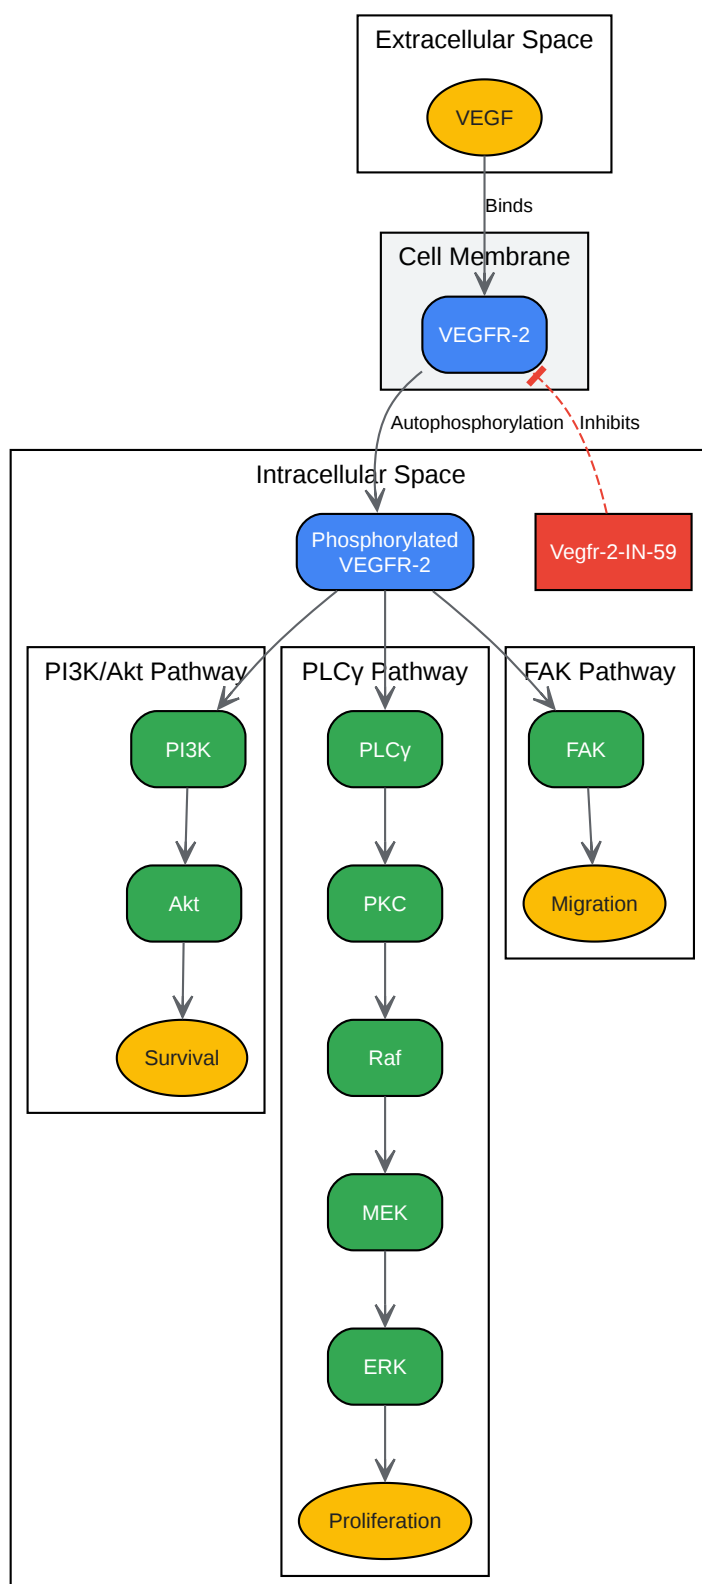 Extracellular Space
VEGF
Binds
Cell Membrane
VEGFR-2
Autophosphorylation
Inhibits
Intracellular Space
Phosphorylated
VEGFR-2
Vegfr-2-IN-59
PI3K/Akt Pathway
PI3K
Akt
Survival
PLCγ Pathway
PLCγ
PKC
Raf
MEK
ERK
Proliferation
FAK Pathway
FAK
Migration